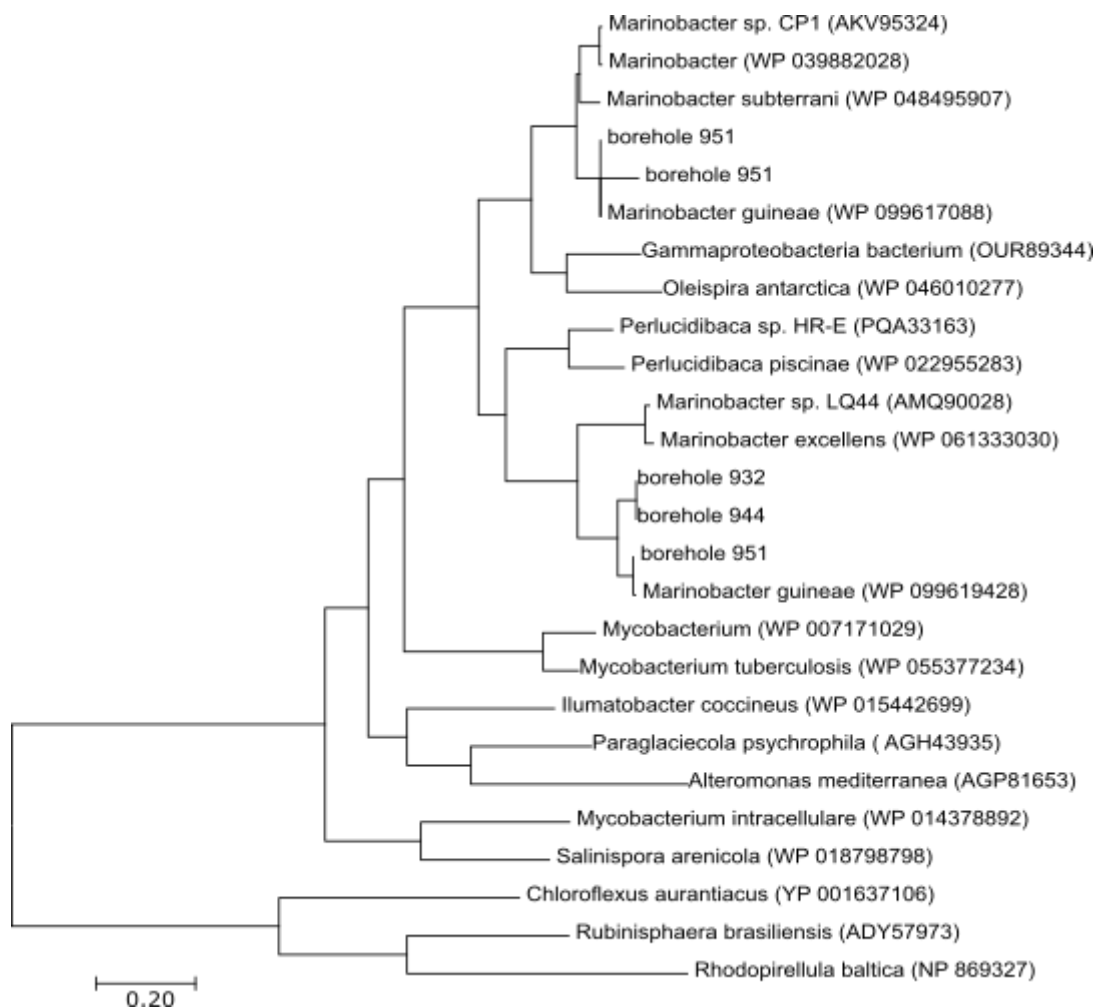 Marinobacter sp. CP1 (AKV95324)
Marinobacter (WP 039882028)
Marinobacter subterrani (WP 048495907)
borehole 951
borehole 951
Marinobacter guineae (WP 099617088)
Gammaproteobacteria bacterium (OUR89344)
Oleispira antarctica (WP 046010277)
Perlucidibaca sp. HR-E (PQA33163)
Perlucidibaca piscinae (WP 022955283)
Marinobacter sp. LQ44 (AMQ90028)
Marinobacter excellens (WP 061333030)
borehole 932
borehole 944
borehole 951
Marinobacter guineae (WP 099619428)
Mycobacterium (WP 007171029)
Mycobacterium tuberculosis (WP 055377234)
Ilumatobacter coccineus (WP 015442699)
Paraglaciecola psychrophila ( AGH43935)
Alteromonas mediterranea (AGP81653)
Mycobacterium intracellulare (WP 014378892)
Salinispora arenicola (WP 018798798)
Chloroflexus aurantiacus (YP 001637106)
Rubinisphaera brasiliensis (ADY57973)
Rhodopirellula baltica (NP 869327)
0.20